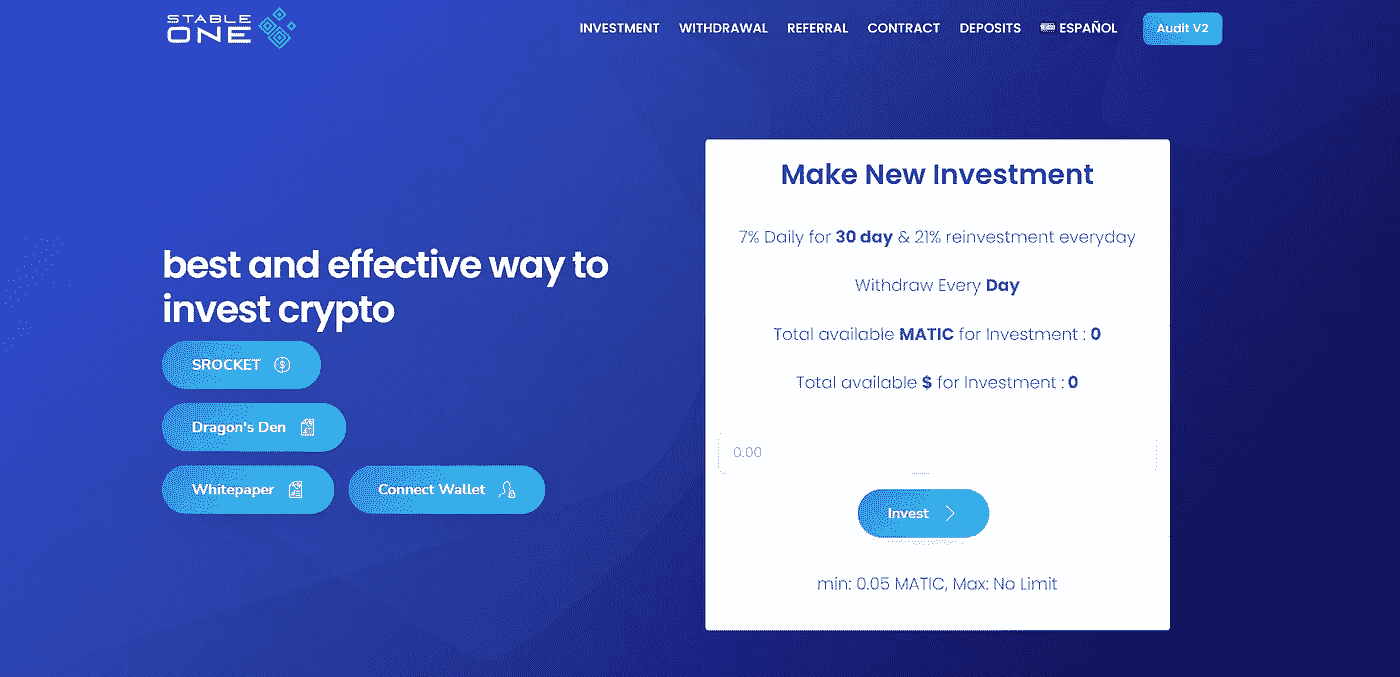 STABLE
ONE
INVESTMENT WITHDRAWAL REFERRAL CONTRACT DEPOSITS ESPAÑOL Audit V2
best and effective way to
invest crypto
SROCKET
Dragon's Den
Whitepaper Connect Wallet
Make New Investment
7% Daily for 30 day & 21% reinvestment everyday
Withdraw Every Day
Total available MATIC for Investment : 0
Total available $ for Investment : 0
0.00
Invest
min: 0.05 MATIC, Max: No Limit